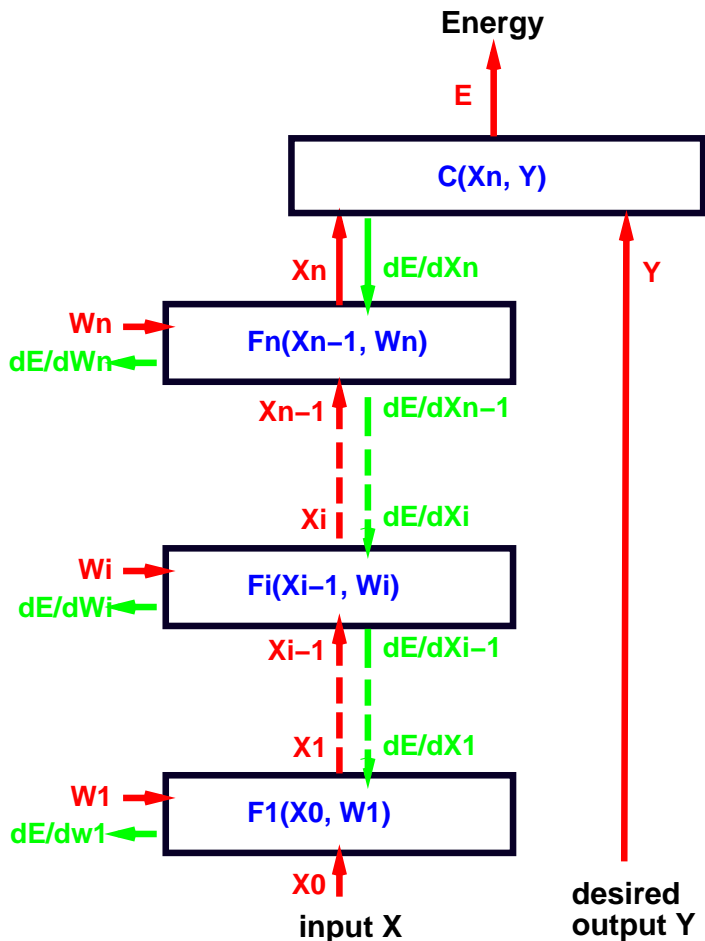 Energy
E
C(Xn, Y)
Xn
dE/dXn
Y
Wn
Fn(Xn−1, Wn)
dE/dWn
Xn−1
dE/dXn−1
Xi
dE/dXi
Wi
Fi(Xi−1, Wi)
dE/dWi
Xi−1
dE/dXi−1
X1
dE/dX1
W1
F1(X0, W1)
dE/dw1
X0
input X
desired
output Y